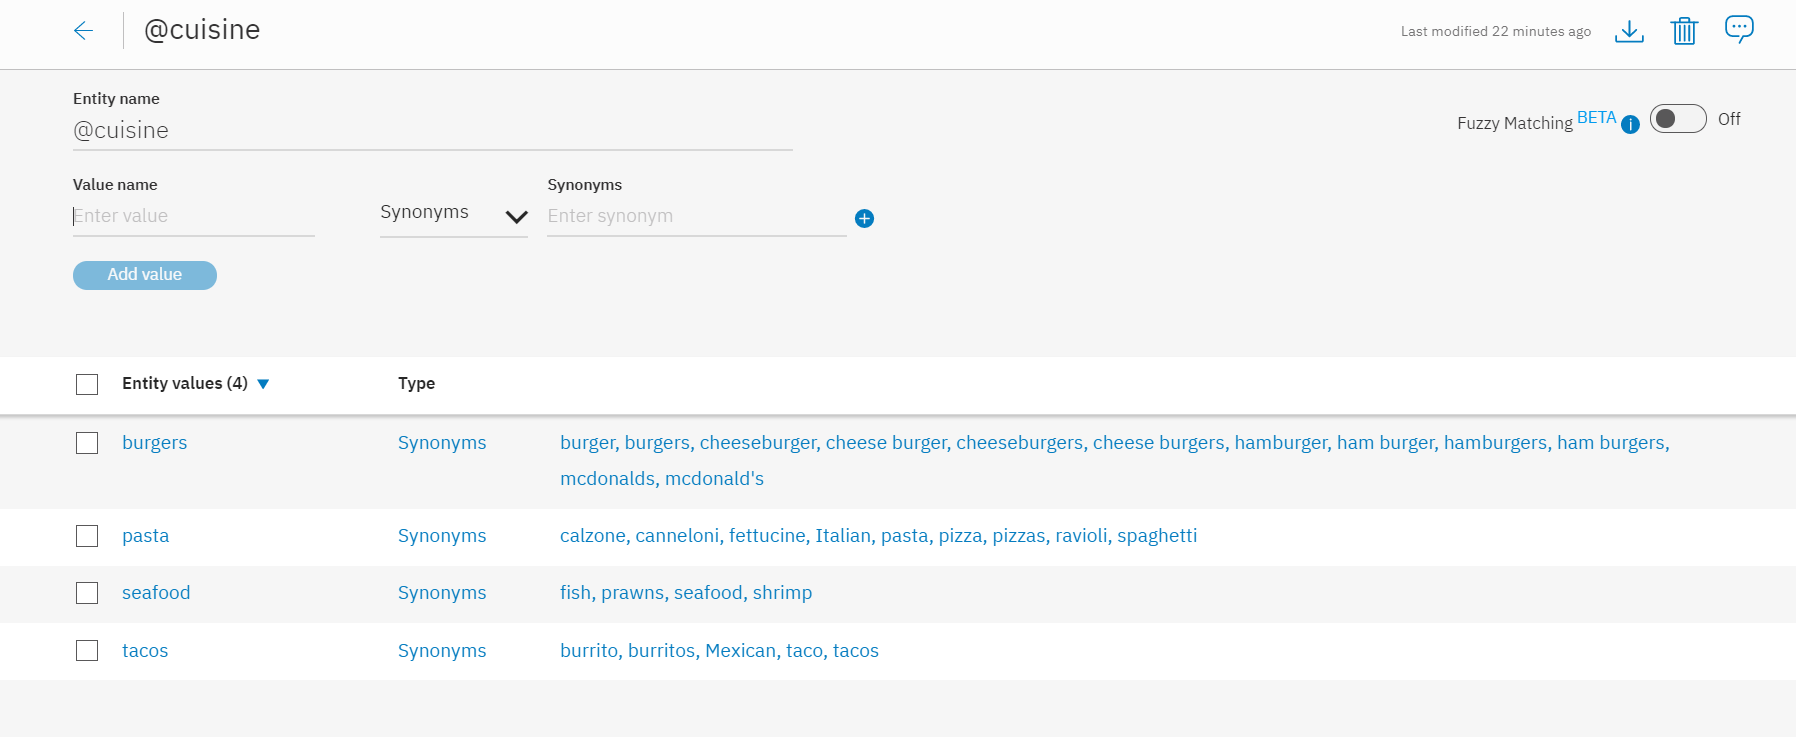 @cuisine
Last modified 22 minutes ago
Entity name
@cuisine
Fuzzy Matching BETA i Off
Value name
Synonyms
Enter value
Synonyms
Enter synonym
Add value
Entity values (4) Type
burgers Synonyms burger, burgers, cheeseburger, cheese burger, cheeseburgers, cheese burgers, hamburger, ham burger, hamburgers, ham burgers,
mcdonalds, mcdonald's
pasta Synonyms calzone, canneloni, fettucine, Italian, pasta, pizza, pizzas, ravioli, spaghetti
seafood Synonyms fish, prawns, seafood, shrimp
tacos Synonyms burrito, burritos, Mexican, taco, tacos